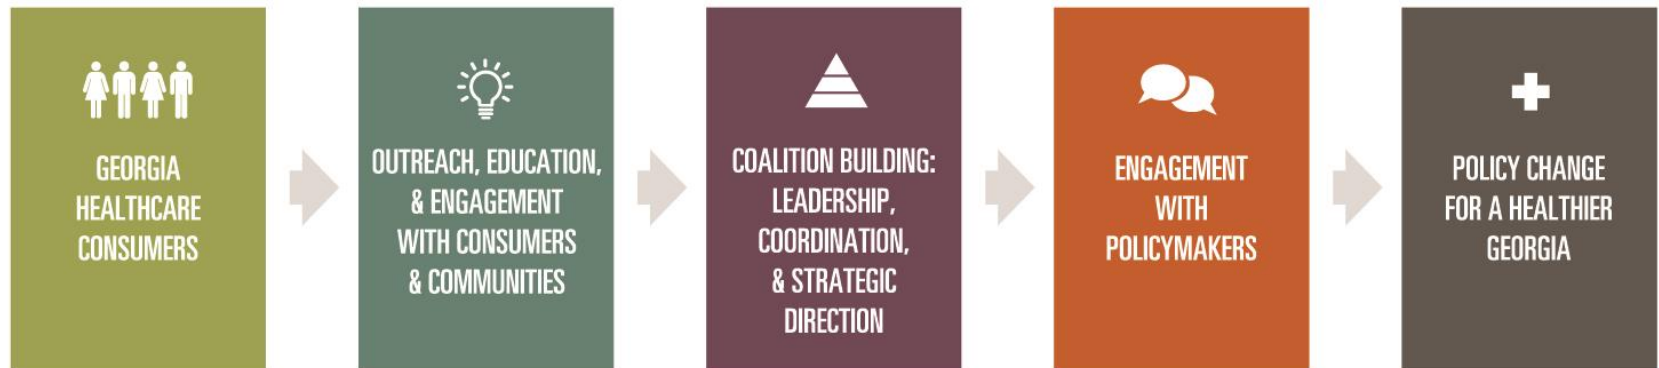 GEORGIA
HEALTHCARE
CONSUMERS
OUTREACH, EDUCATION,
& ENGAGEMENT
WITH CONSUMERS
& COMMUNITIES
COALITION BUILDING:
LEADERSHIP,
COORDINATION,
& STRATEGIC
DIRECTION
ENGAGEMENT
WITH
POLICYMAKERS
POLICY CHANGE
FOR A HEALTHIER
GEORGIA